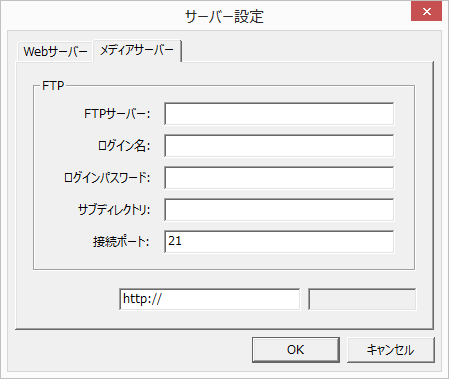 サーバー設定
Webサーバー メディアサーバー
FTP
FTPサーバー:
ログイン名:
ログインパスワード:
サブディレクトリ:
接続ポート: 21
http://
OK キャンセル